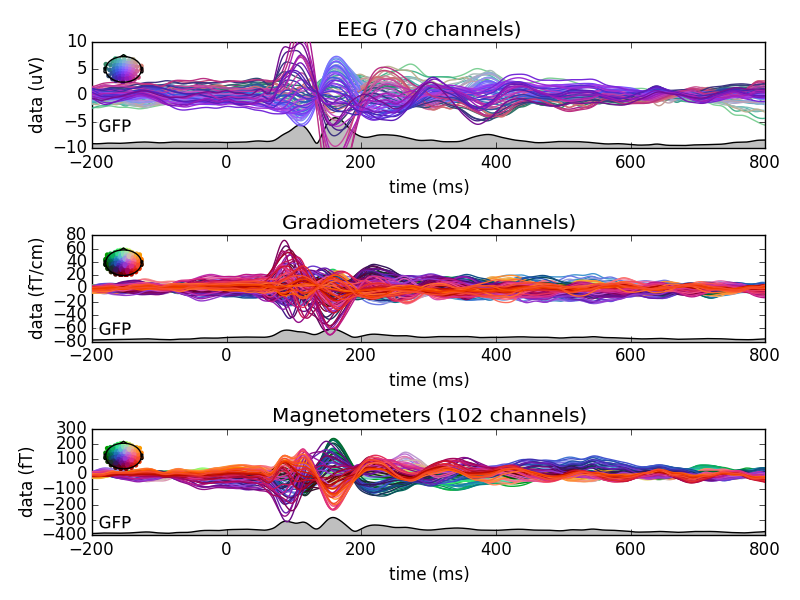 EEG (70 channels)
10
5
0
−5
−10
data (uV)
GFP
−200 0 200 400 600 800
time (ms)
Gradiometers (204 channels)
80
60
40
20
0
−20
−40
−60
−80
data (fT/cm)
GFP
−200 0 200 400 600 800
time (ms)
Magnetometers (102 channels)
300
200
100
0
−100
−200
−300
−400
data (fT)
GFP
−200 0 200 400 600 800
time (ms)